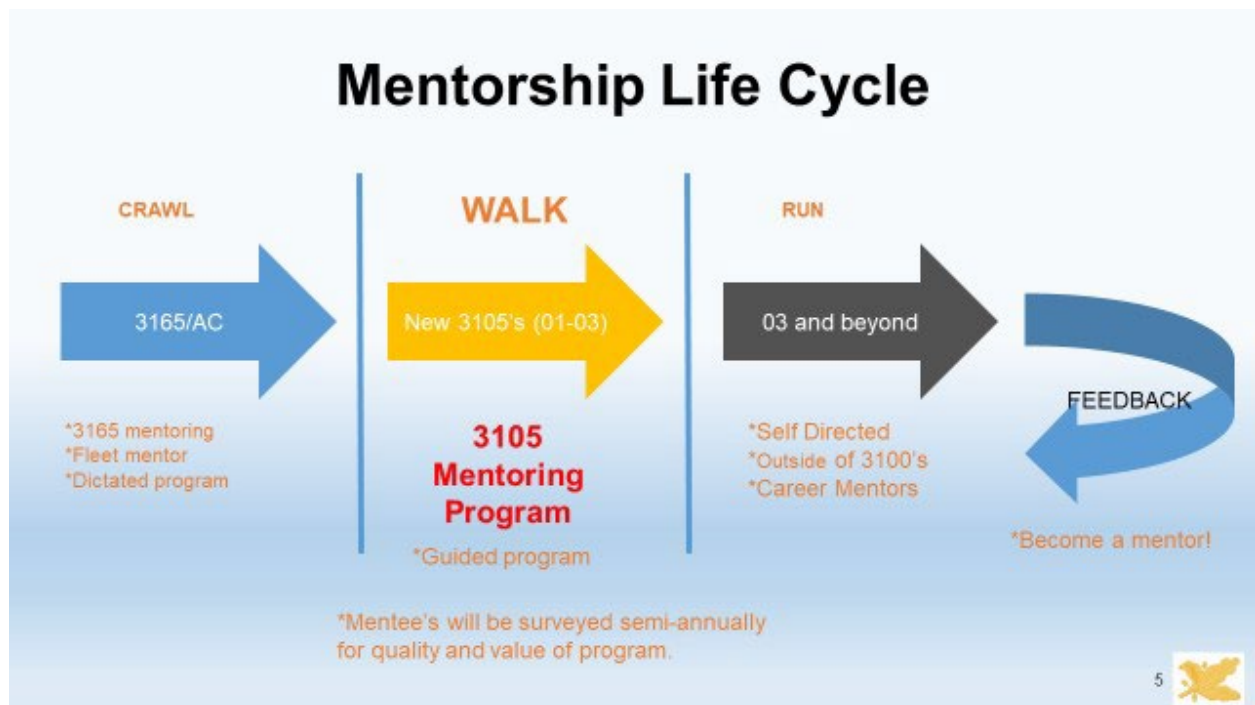 Mentorship Life Cycle
CRAWL
3165/AC
*3165 mentoring
*Fleet mentor
*Dictated program
WALK
New 3105's (01-03)
3105
Mentoring
Program
*Guided program
*Mentee's will be surveyed semi-annually
for quality and value of program.
RUN
03 and beyond
*Self Directed
*Outside of 3100's
*Career Mentors
FEEDBACK
*Become a mentor!
5